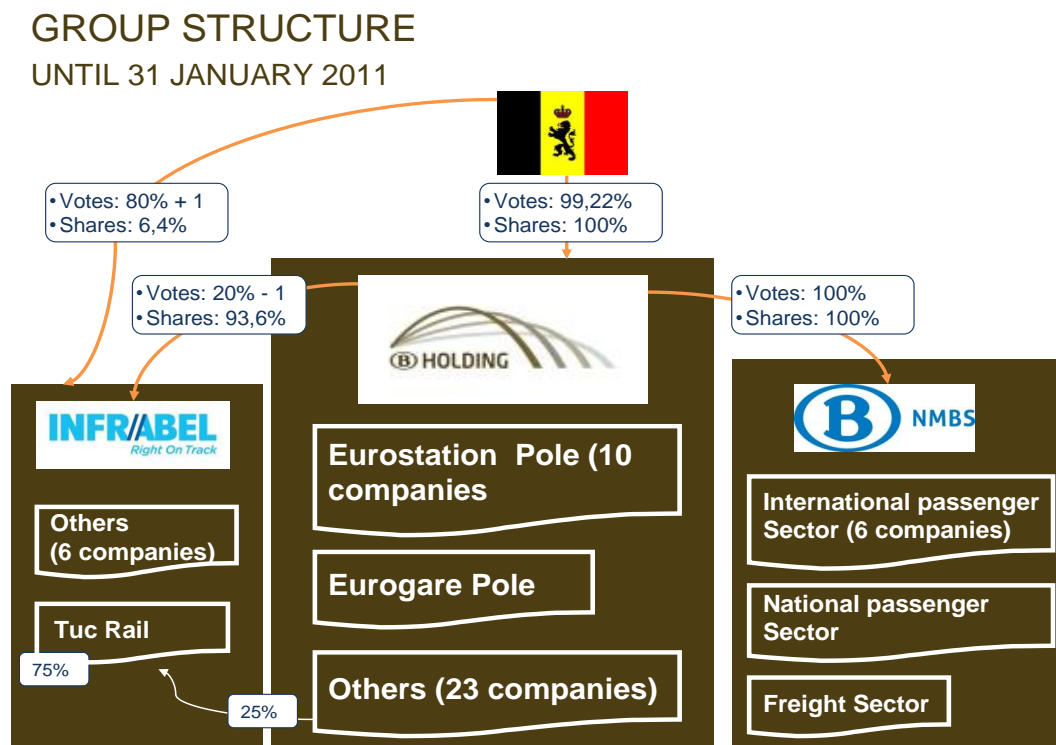 GROUP STRUCTURE
UNTIL 31 JANUARY 2011
• Votes: 80% + 1
• Shares: 6,4%
• Votes: 99,22%
• Shares: 100%
• Votes: 20% - 1
• Shares: 93,6%
• Votes: 100%
• Shares: 100%
B HOLDING
INFRABEL
Right On Track
B NMBS
Eurostation Pole (10
companies
Others
(6 companies)
International passenger
Sector (6 companies)
Eurogare Pole
National passenger
Sector
Tuc Rail
75%
Others (23 companies)
25%
Freight Sector